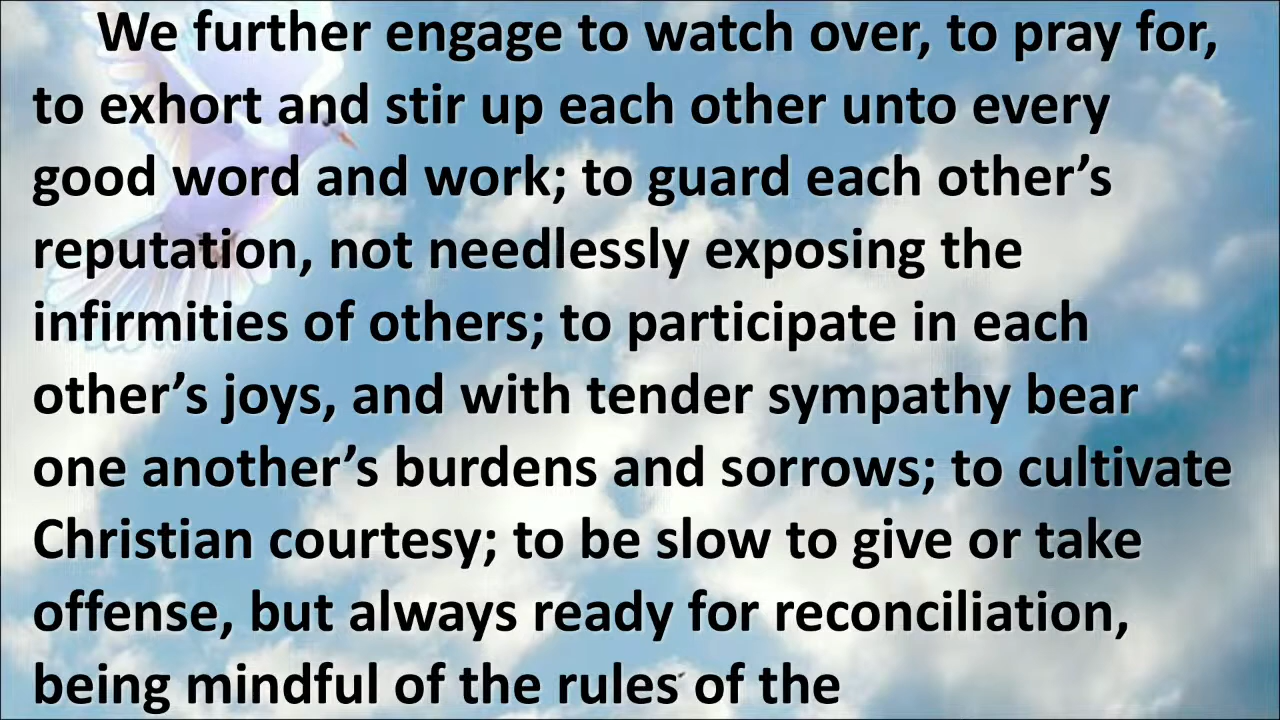 We further engage to watch over, to pray for,
to exhort and stir up each other unto every
good word and work; to guard each other’s
reputation, not needlessly exposing the
infirmities of others; to participate in each
other’s joys, and with tender sympathy bear
one another’s burdens and sorrows; to cultivate
Christian courtesy; to be slow to give or take
offense, but always ready for reconciliation,
being mindful of the rules of the